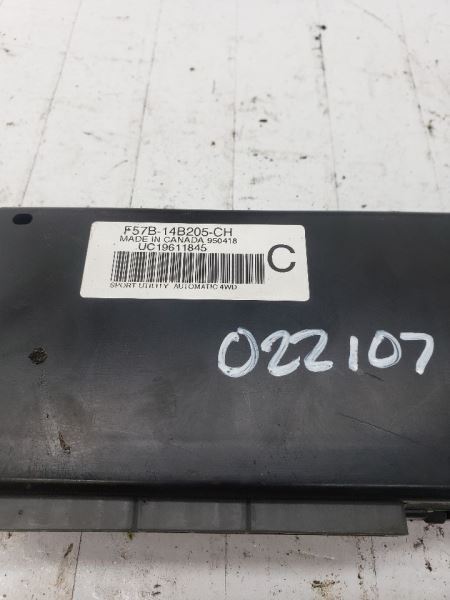 F57B-14B205-CH
MADE IN CANADA 950418
UC19611845
C
SPORT UTILITY AUTOMATIC 4WD
022107